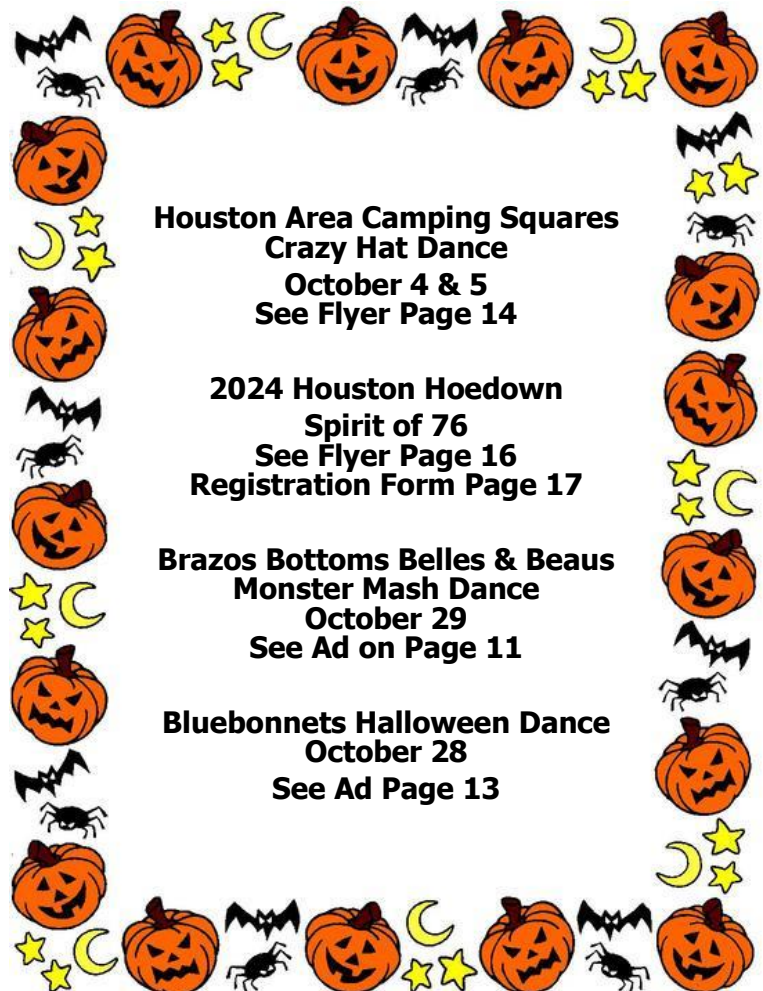 Houston Area Camping Squares
Crazy Hat Dance
October 4 & 5
See Flyer Page 14
2024 Houston Hoedown
Spirit of 76
See Flyer Page 16
Registration Form Page 17
Brazos Bottoms Belles & Beaus
Monster Mash Dance
October 29
See Ad on Page 11
Bluebonnets Halloween Dance
October 28
See Ad Page 13